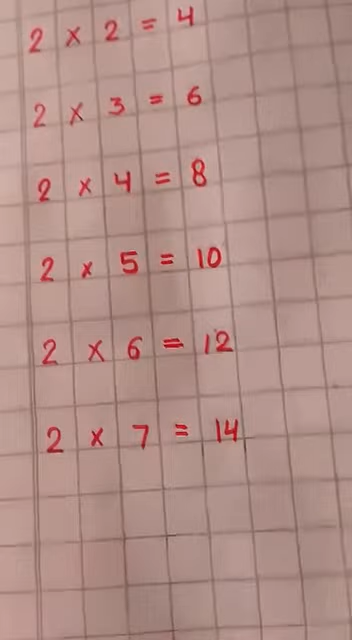 2 × 2 = 4
2 × 3 = 6
2 × 4 = 8
2 × 5 = 10
2 × 6 = 12
2 × 7 = 14